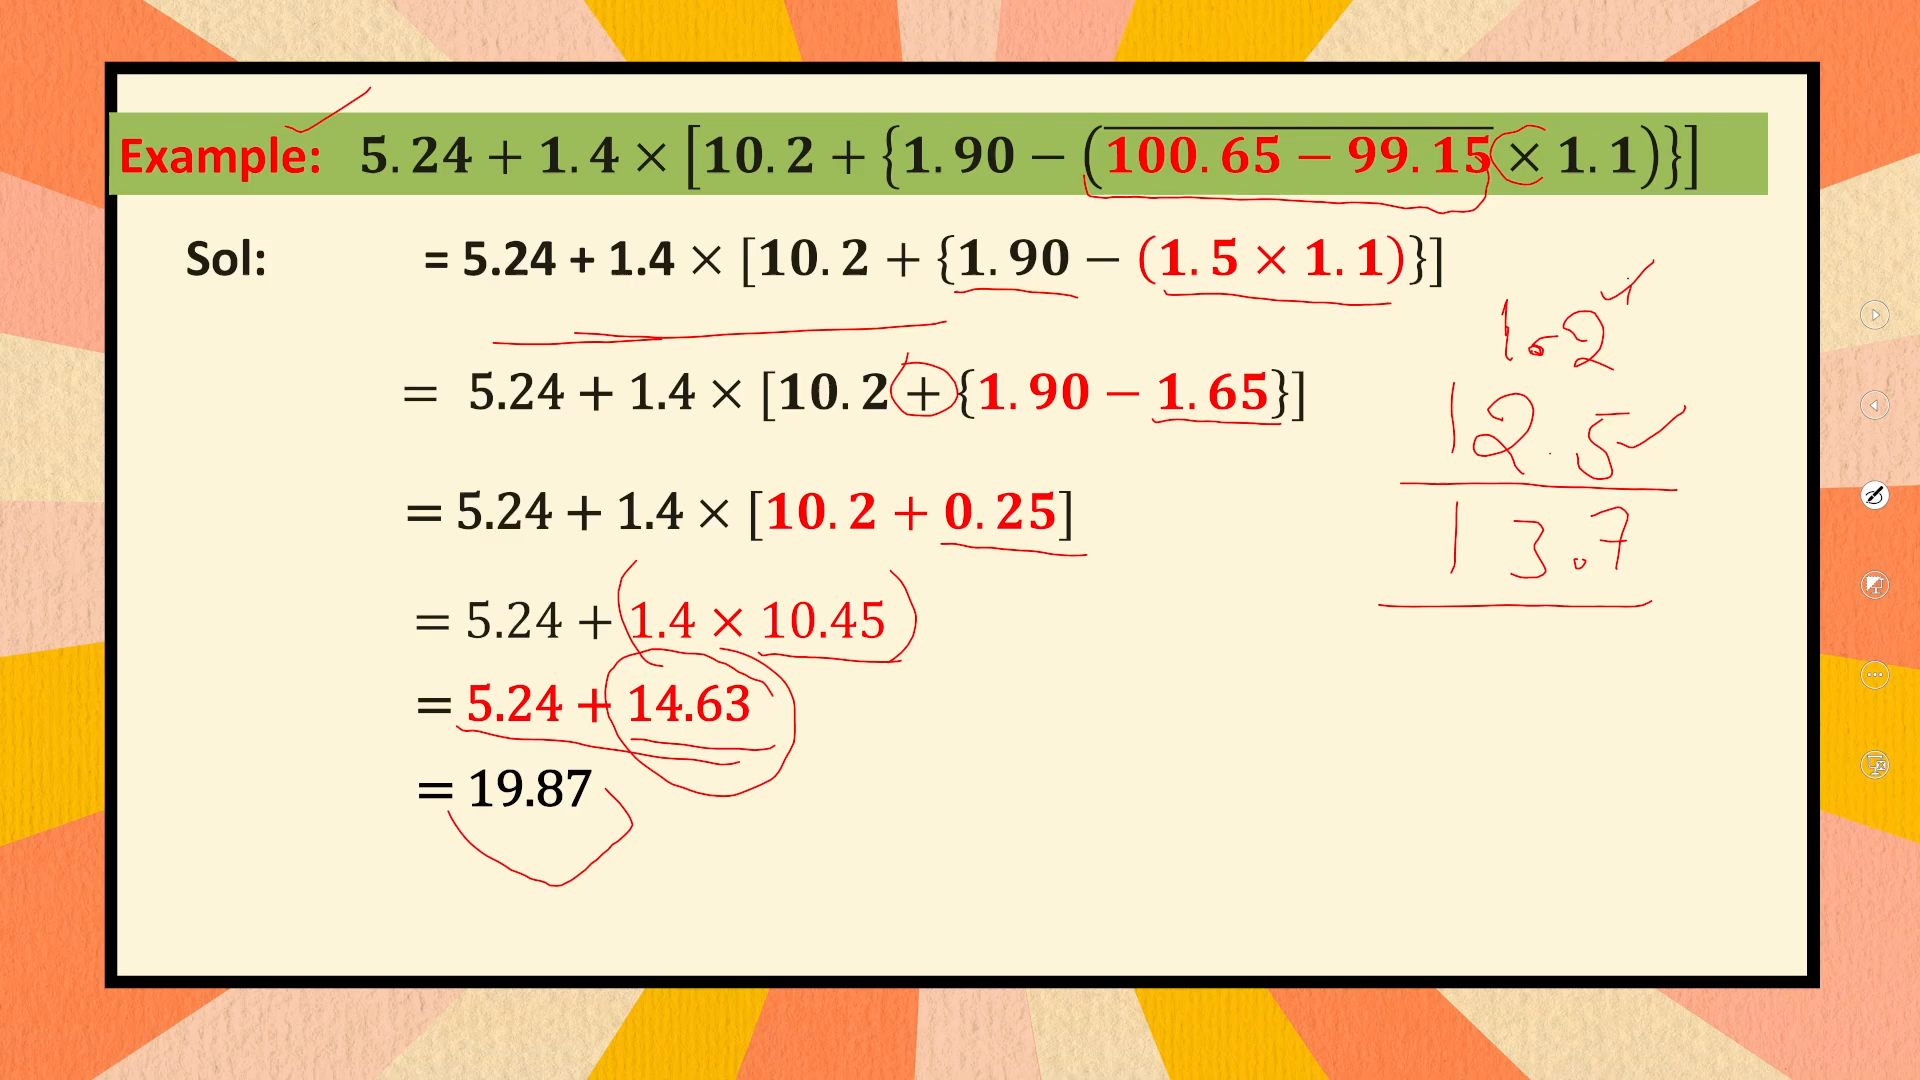 Example: 5.24 + 1.4 × [10.2 + {1.90 − (100.65 − 99.15 × 1.1)}]
Sol: = 5.24 + 1.4 × [10.2 + {1.90 − (1.5 × 1.1)}]
= 5.24 + 1.4 × [10.2 + {1.90 − 1.65}]
= 5.24 + 1.4 × [10.2 + 0.25]
= 5.24 + 1.4 × 10.45
= 5.24 + 14.63
= 19.87
1.2
12.5
13.7